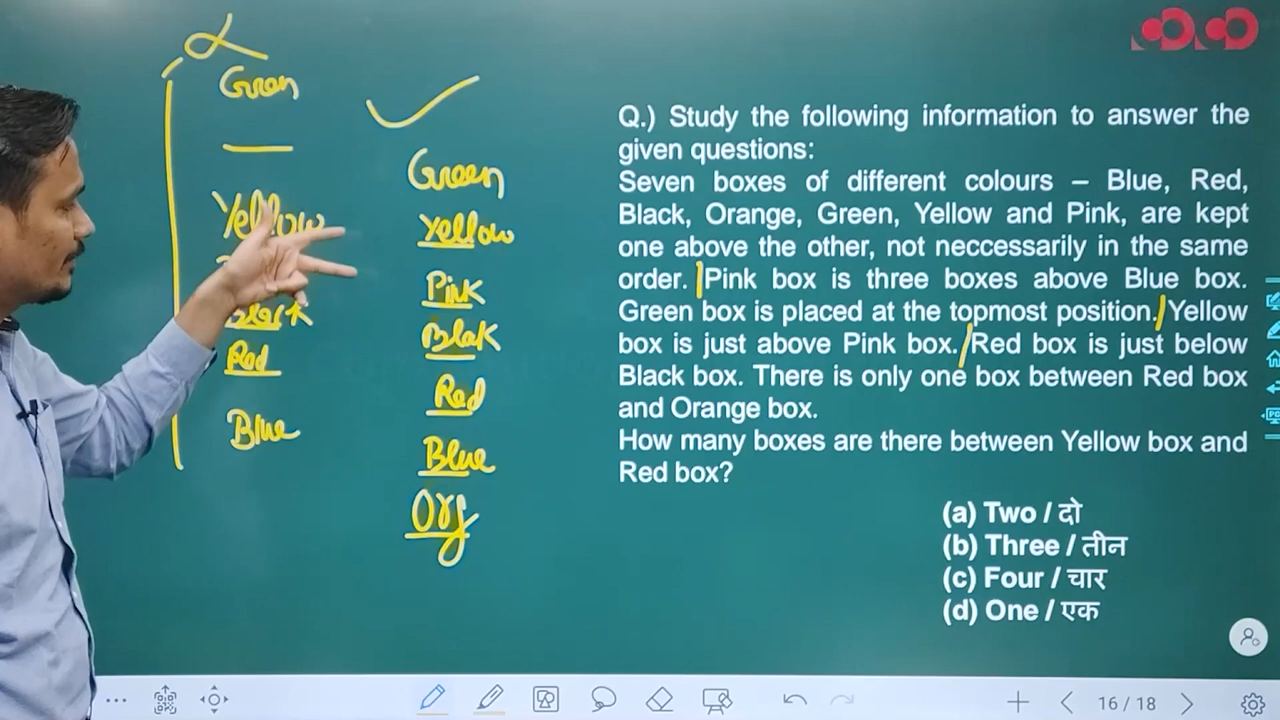 Gren
Yellow
Black
Red
Blue
Green
Yellow
Pink
Blak
Red
Blue
Org
Q.) Study the following information to answer the
given questions:
Seven boxes of different colours – Blue, Red,
Black, Orange, Green, Yellow and Pink, are kept
one above the other, not neccessarily in the same
order. Pink box is three boxes above Blue box.
Green box is placed at the topmost position. Yellow
box is just above Pink box. Red box is just below
Black box. There is only one box between Red box
and Orange box.
How many boxes are there between Yellow box and
Red box?
(a) Two / दो
(b) Three / तीन
(c) Four / चार
(d) One / एक
16 / 18